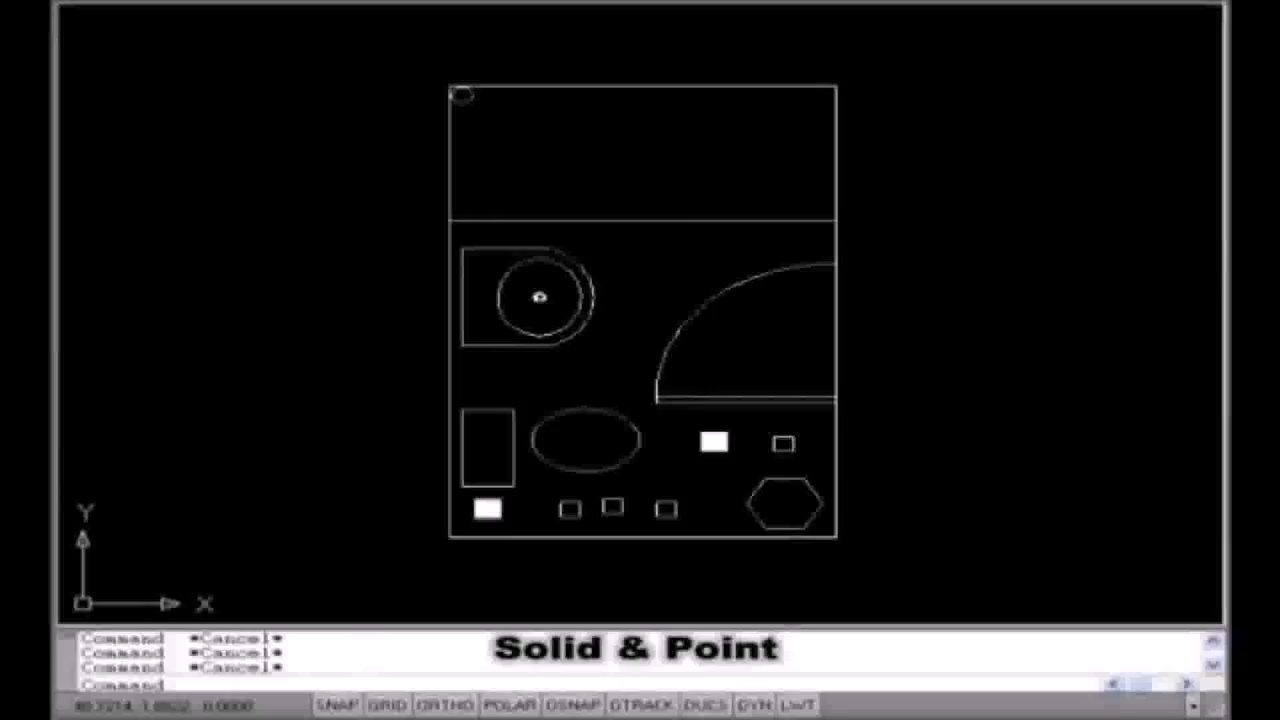 Y
X
Command *Cancel*
Command *Cancel*
Command *Cancel*
Command
Solid & Point
SNAP GRID ORTHO POLAR OSNAP OTRACK DUCS DYN LWT